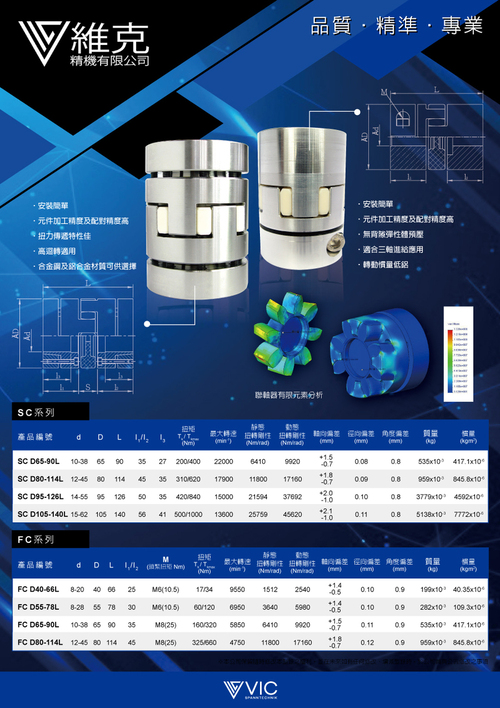 維克
精機有限公司
品質．精準．專業
M
L
AD
Ad
L
．安裝簡單
．元件加工精度及配對精度高
．扭力傳遞特性佳
．高迴轉適用
．合金鋼及鋁合金材質可供選擇
．安裝簡單
．元件加工精度及配對精度高
．無背隙彈性體預壓
．適合三軸進給應用
．轉動慣量低
L
AD
Ad
S
聯軸器有限元素分析
SC系列
產品編號 d D L l₁/l₂ l₃ 扭矩 最大轉速 (min⁻¹) 靜態扭轉剛性 (Nm/rad) 動態扭轉剛性 (Nm/rad) 軸向偏差 (mm) 徑向偏差 (mm) 角度偏差 (mm) 質量 (kg) 慣量 (kgm²)
SC D65-90L 10-38 65 90 35 27 200/400 22000 6410 9920 +1.5 -0.7 0.08 0.8 535x10⁻³ 417.1x10⁻⁶
SC D80-114L 12-45 80 114 45 35 310/620 17900 11800 17160 +1.8 -0.7 0.09 0.8 959x10⁻³ 845.8x10⁻⁶
SC D95-126L 14-55 95 126 50 35 420/840 15000 21594 37692 +2.0 -1.0 0.10 0.8 3779x10⁻³ 4592x10⁻⁶
SC D105-140L 15-62 105 140 56 41 500/1000 13600 25759 45620 +2.1 -1.0 0.11 0.8 5138x10⁻³ 7772x10⁻⁶
FC系列
產品編號 d D L l₁/l₂ M (鎖緊扭矩 Nm) 扭矩 最大轉速 (min⁻¹) 靜態扭轉剛性 (Nm/rad) 動態扭轉剛性 (Nm/rad) 軸向偏差 (mm) 徑向偏差 (mm) 角度偏差 (mm) 質量 (kg) 慣量 (kgm²)
FC D40-66L 8-20 40 66 25 M6(10.5) 17/34 9550 1512 2540 +1.4 -0.5 0.10 0.9 199x10⁻³ 40.35x10⁻⁶
FC D55-78L 8-28 55 78 30 M6(10.5) 60/120 6950 3640 5980 +1.4 -0.5 0.10 0.9 282x10⁻³ 109.3x10⁻⁶
FC D65-90L 10-38 65 90 35 M8(25) 160/320 5850 6410 9920 +1.5 -0.7 0.11 0.9 535x10⁻³ 417.1x10⁻⁶
FC D80-114L 12-45 80 114 45 M8(25) 325/660 4750 11800 17160 +1.8 -0.7 0.12 0.9 959x10⁻³ 845.8x10⁻⁶
VIC
SPANNTECHNIK